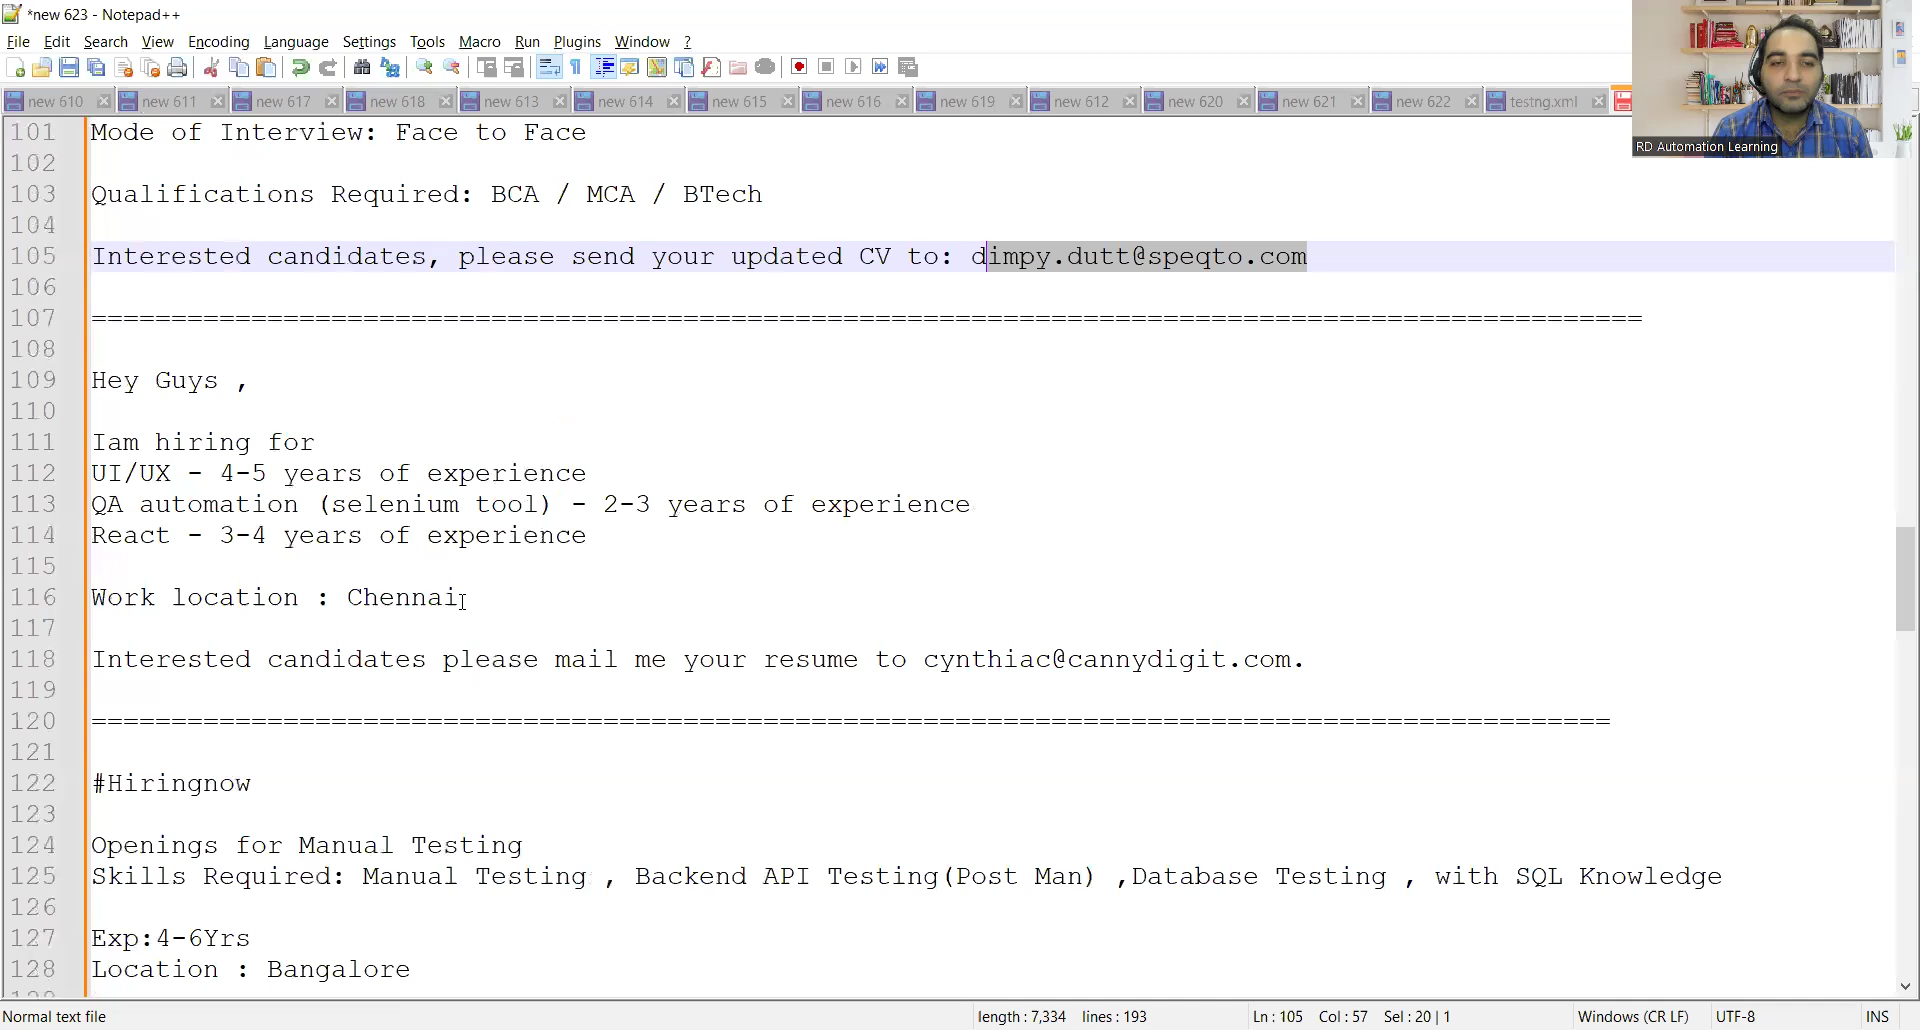 *new 623 - Notepad++
File Edit Search View Encoding Language Settings Tools Macro Run Plugins Window ?
new 610 new 611 new 617 new 618 new 613 new 614 new 615 new 616 new 619 new 612 new 620 new 621 new 622 testng.xml
RD Automation Learning
101 Mode of Interview: Face to Face
102
103 Qualifications Required: BCA / MCA / BTech
104
105 Interested candidates, please send your updated CV to: dimpy.dutt@speqto.com
106
107 =================================================================================================
108
109 Hey Guys ,
110
111 Iam hiring for
112 UI/UX - 4-5 years of experience
113 QA automation (selenium tool) - 2-3 years of experience
114 React - 3-4 years of experience
115
116 Work location : Chennai
117
118 Interested candidates please mail me your resume to cynthiac@cannydigit.com.
119
120 ===============================================================================================
121
122 #Hiringnow
123
124 Openings for Manual Testing
125 Skills Required: Manual Testing , Backend API Testing(Post Man) ,Database Testing , with SQL Knowledge
126
127 Exp:4-6Yrs
128 Location : Bangalore
Normal text file length : 7,334 lines : 193 Ln : 105 Col : 57 Sel : 20 | 1 Windows (CR LF) UTF-8 INS